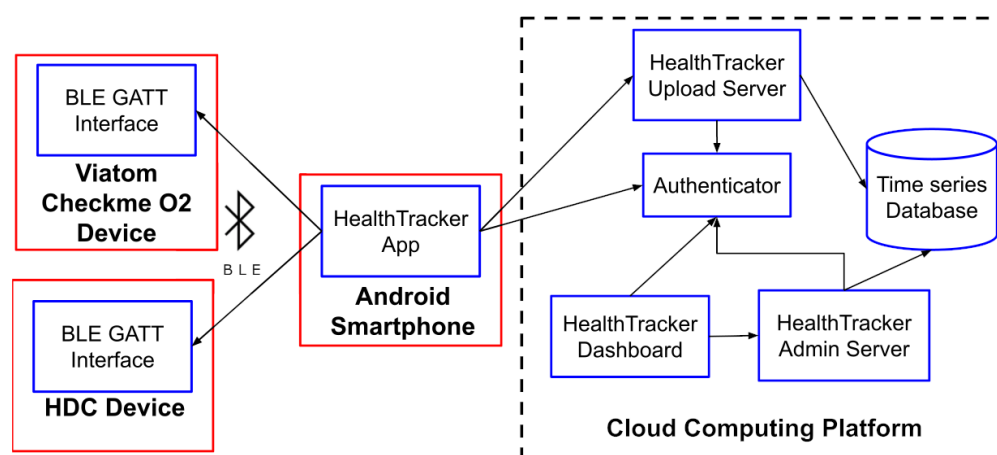 BLE GATT
Interface
Viatom
Checkme O2
Device
BLE
BLE GATT
Interface
HDC Device
HealthTracker
App
Android
Smartphone
HealthTracker
Upload Server
Authenticator
Time series
Database
HealthTracker
Dashboard
HealthTracker
Admin Server
Cloud Computing Platform